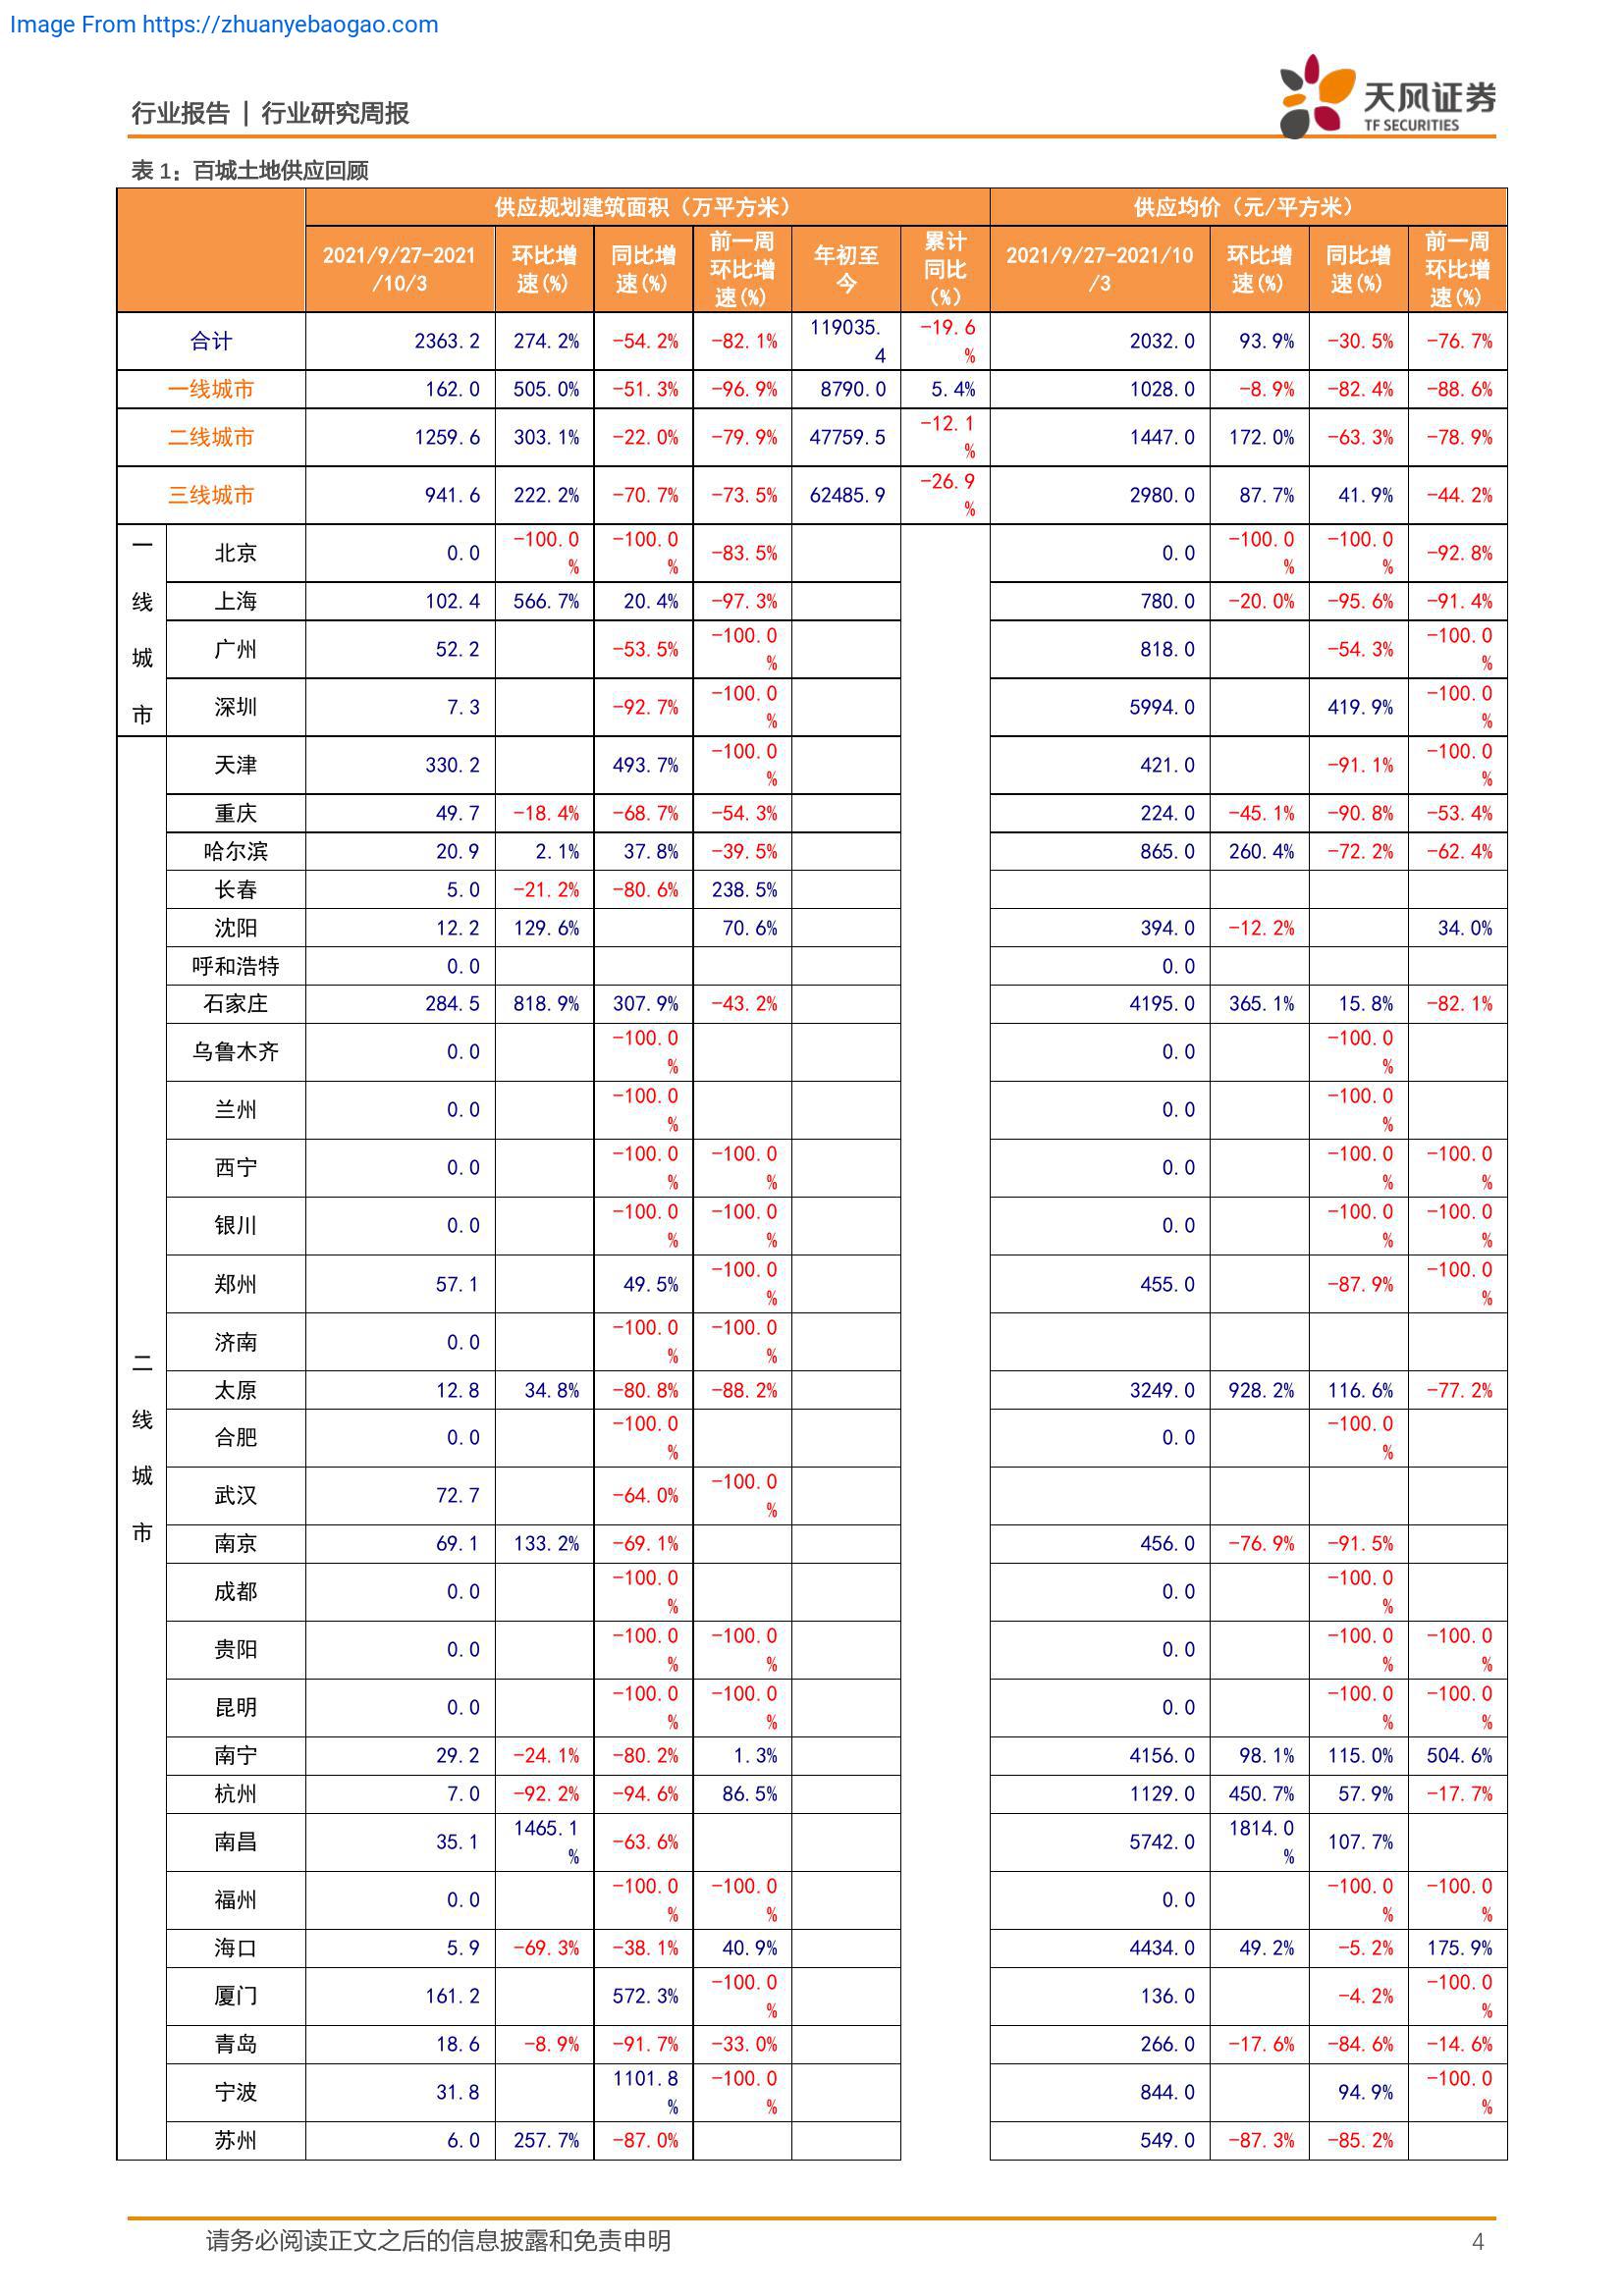 Image From https://zhuanyebaogao.com
行业报告 | 行业研究周报
天风证券
TF SECURITIES
表 1：百城土地供应回顾
供应规划建筑面积（万平方米） 供应均价（元/平方米）
2021/9/27-2021/10/3 环比增速(%) 同比增速(%) 前一周环比增速(%) 年初至今 累计同比(%) 2021/9/27-2021/10/3 环比增速(%) 同比增速(%) 前一周环比增速(%)
合计 2363.2 274.2% -54.2% -82.1% 119035.4 -19.6% 2032.0 93.9% -30.5% -76.7%
一线城市 162.0 505.0% -51.3% -96.9% 8790.0 5.4% 1028.0 -8.9% -82.4% -88.6%
二线城市 1259.6 303.1% -22.0% -79.9% 47759.5 -12.1% 1447.0 172.0% -63.3% -78.9%
三线城市 941.6 222.2% -70.7% -73.5% 62485.9 -26.9% 2980.0 87.7% 41.9% -44.2%
一线城市
北京 0.0 -100.0% -100.0% -83.5% 0.0 -100.0% -100.0% -92.8%
上海 102.4 566.7% 20.4% -97.3% 780.0 -20.0% -95.6% -91.4%
广州 52.2 -53.5% -100.0% 818.0 -54.3% -100.0%
深圳 7.3 -92.7% -100.0% 5994.0 419.9% -100.0%
二线城市
天津 330.2 493.7% -100.0% 421.0 -91.1% -100.0%
重庆 49.7 -18.4% -68.7% -54.3% 224.0 -45.1% -90.8% -53.4%
哈尔滨 20.9 2.1% 37.8% -39.5% 865.0 260.4% -72.2% -62.4%
长春 5.0 -21.2% -80.6% 238.5%
沈阳 12.2 129.6% 70.6% 394.0 -12.2% 34.0%
呼和浩特 0.0 0.0
石家庄 284.5 818.9% 307.9% -43.2% 4195.0 365.1% 15.8% -82.1%
乌鲁木齐 0.0 -100.0% 0.0 -100.0%
兰州 0.0 -100.0% 0.0 -100.0%
西宁 0.0 -100.0% -100.0% 0.0 -100.0% -100.0%
银川 0.0 -100.0% -100.0% 0.0 -100.0% -100.0%
郑州 57.1 49.5% -100.0% 455.0 -87.9% -100.0%
济南 0.0 -100.0% -100.0%
太原 12.8 34.8% -80.8% -88.2% 3249.0 928.2% 116.6% -77.2%
合肥 0.0 -100.0% 0.0 -100.0%
武汉 72.7 -64.0% -100.0%
南京 69.1 133.2% -69.1% 456.0 -76.9% -91.5%
成都 0.0 -100.0% 0.0 -100.0%
贵阳 0.0 -100.0% -100.0% 0.0 -100.0% -100.0%
昆明 0.0 -100.0% -100.0% 0.0 -100.0% -100.0%
南宁 29.2 -24.1% -80.2% 1.3% 4156.0 98.1% 115.0% 504.6%
杭州 7.0 -92.2% -94.6% 86.5% 1129.0 450.7% 57.9% -17.7%
南昌 35.1 1465.1% -63.6% 5742.0 1814.0% 107.7%
福州 0.0 -100.0% -100.0% 0.0 -100.0% -100.0%
海口 5.9 -69.3% -38.1% 40.9% 4434.0 49.2% -5.2% 175.9%
厦门 161.2 572.3% -100.0% 136.0 -4.2% -100.0%
青岛 18.6 -8.9% -91.7% -33.0% 266.0 -17.6% -84.6% -14.6%
宁波 31.8 1101.8% -100.0% 844.0 94.9% -100.0%
苏州 6.0 257.7% -87.0% 549.0 -87.3% -85.2%
请务必阅读正文之后的信息披露和免责申明 4